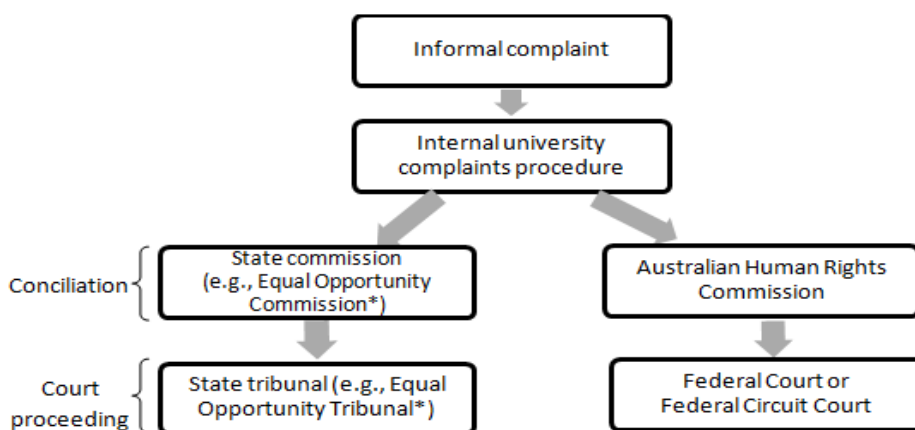 Informal complaint
Internal university
complaints procedure
Conciliation
State commission
(e.g., Equal Opportunity
Commission*)
Australian Human Rights
Commission
Court
proceeding
State tribunal (e.g., Equal
Opportunity Tribunal*)
Federal Court or
Federal Circuit Court